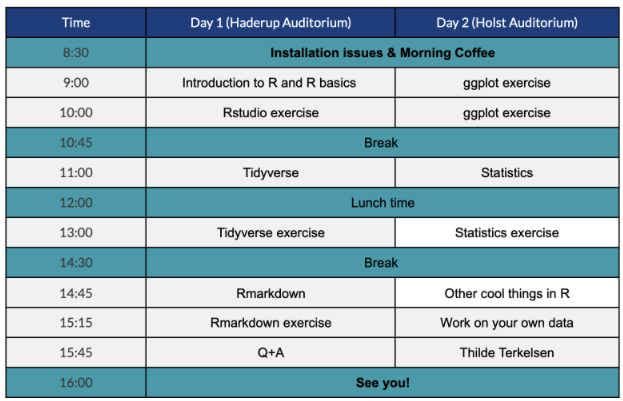 Time Day 1 (Haderup Auditorium) Day 2 (Holst Auditorium)
8:30 Installation issues & Morning Coffee
9:00 Introduction to R and R basics ggplot exercise
10:00 Rstudio exercise ggplot exercise
10:45 Break
11:00 Tidyverse Statistics
12:00 Lunch time
13:00 Tidyverse exercise Statistics exercise
14:30 Break
14:45 Rmarkdown Other cool things in R
15:15 Rmarkdown exercise Work on your own data
15:45 Q+A Thilde Terkelsen
16:00 See you!